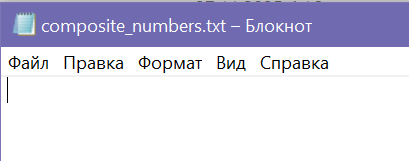 composite_numbers.txt – Блокнот
Файл Правка Формат Вид Справка